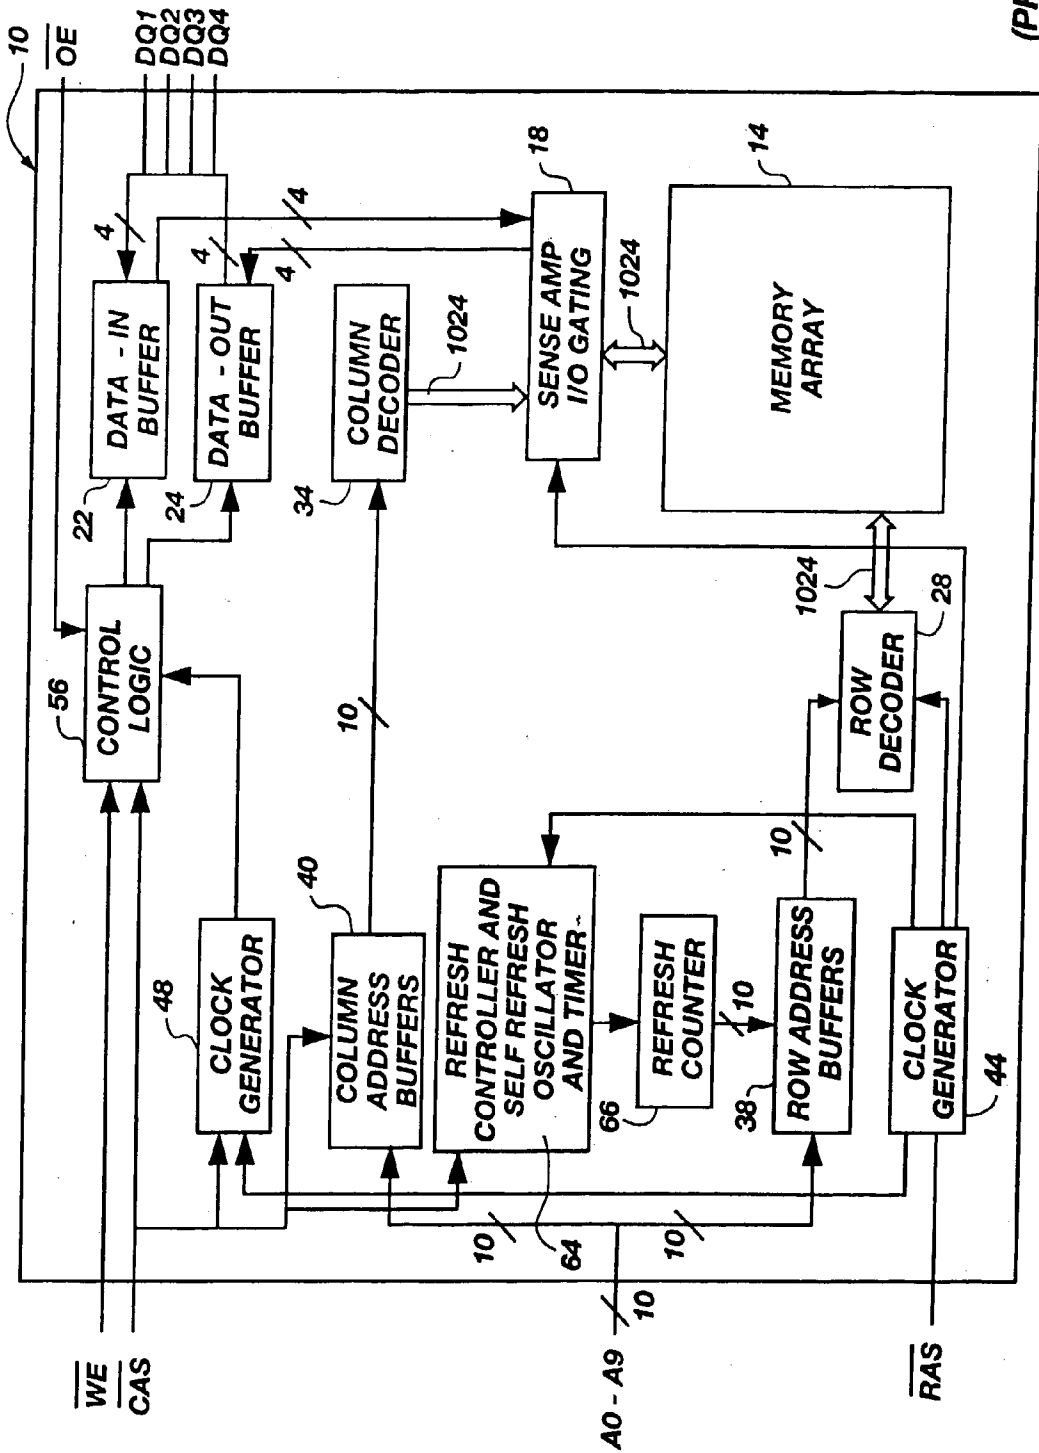 10
OE
DQ1
DQ2
DQ3
DQ4
WE
CAS
56
CONTROL
LOGIC
22
DATA - IN
BUFFER
4
24
DATA - OUT
BUFFER
4
4
4
48
CLOCK
GENERATOR
40
COLUMN
ADDRESS
BUFFERS
10
34
COLUMN
DECODER
1024
18
SENSE AMP
I/O GATING
1024
14
MEMORY
ARRAY
REFRESH
CONTROLLER AND
SELF REFRESH
OSCILLATOR
AND TIMER
64
66
REFRESH
COUNTER
10
38
ROW ADDRESS
BUFFERS
10
28
ROW
DECODER
1024
A0 - A9
10
10
10
CLOCK
GENERATOR
44
RAS